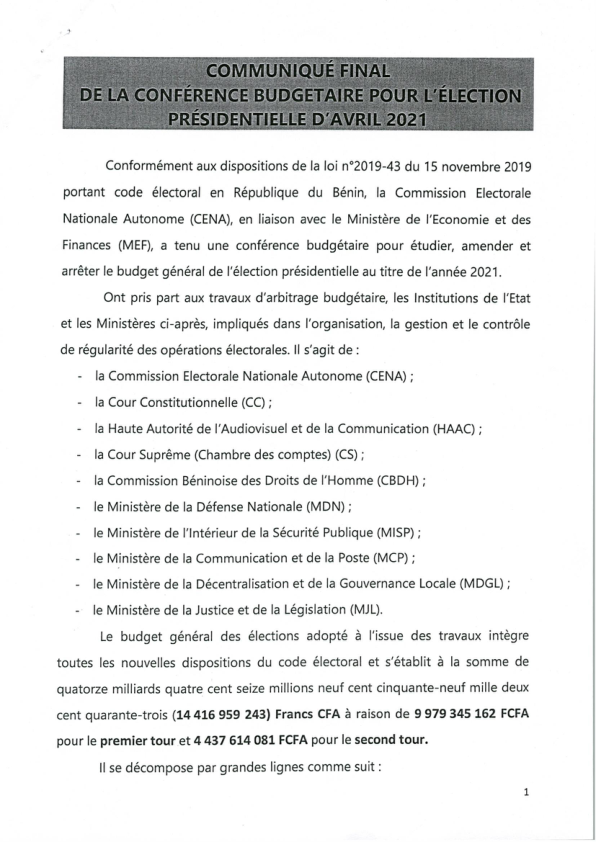 COMMUNIQUÉ FINAL
DE LA CONFÉRENCE BUDGETAIRE POUR L'ÉLECTION
PRÉSIDENTIELLE D'AVRIL 2021
Conformément aux dispositions de la loi n°2019-43 du 15 novembre 2019
portant code électoral en République du Bénin, la Commission Electorale
Nationale Autonome (CENA), en liaison avec le Ministère de l'Economie et des
Finances (MEF), a tenu une conférence budgétaire pour étudier, amender et
arrêter le budget général de l'élection présidentielle au titre de l'année 2021.
Ont pris part aux travaux d'arbitrage budgétaire, les Institutions de l'Etat
et les Ministères ci-après, impliqués dans l'organisation, la gestion et le contrôle
de régularité des opérations électorales. Il s'agit de :
- la Commission Electorale Nationale Autonome (CENA) ;
- la Cour Constitutionnelle (CC) ;
- la Haute Autorité de l'Audiovisuel et de la Communication (HAAC) ;
- la Cour Suprême (Chambre des comptes) (CS) ;
- la Commission Béninoise des Droits de l'Homme (CBDH) ;
- le Ministère de la Défense Nationale (MDN) ;
- le Ministère de l'Intérieur de la Sécurité Publique (MISP) ;
- le Ministère de la Communication et de la Poste (MCP) ;
- le Ministère de la Décentralisation et de la Gouvernance Locale (MDGL) ;
- le Ministère de la Justice et de la Législation (MJL).
Le budget général des élections adopté à l'issue des travaux intègre
toutes les nouvelles dispositions du code électoral et s'établit à la somme de
quatorze milliards quatre cent seize millions neuf cent cinquante-neuf mille deux
cent quarante-trois (14 416 959 243) Francs CFA à raison de 9 979 345 162 FCFA
pour le premier tour et 4 437 614 081 FCFA pour le second tour.
Il se décompose par grandes lignes comme suit :
1